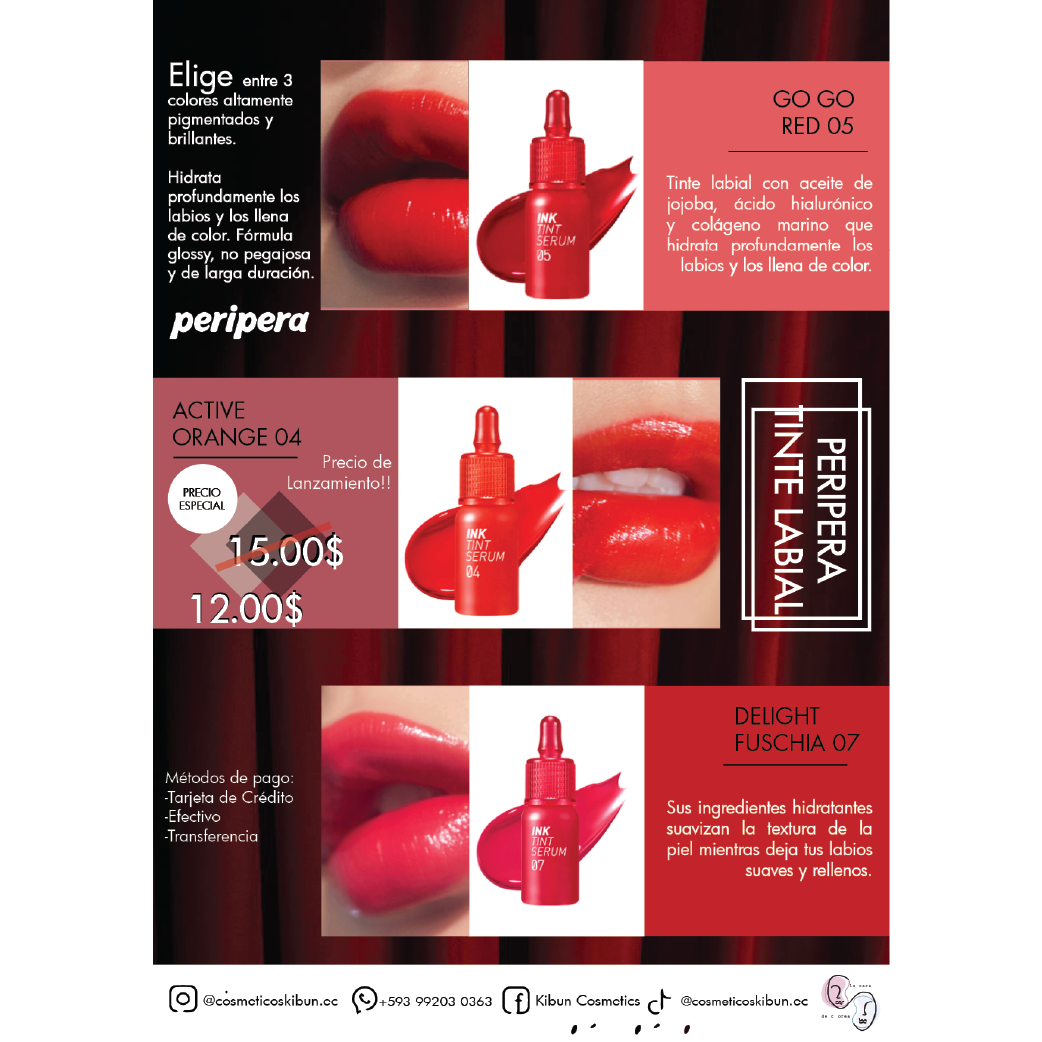 Elige entre 3
colores altamente
pigmentados y
brillantes.
Hidrata
profundamente los
labios y los llena
de color. Fórmula
glossy, no pegajosa
y de larga duración.
peripera
INK
TINT
SERUM
05
GO GO
RED 05
Tinte labial con aceite de
jojoba, ácido hialurónico
y colágeno marino que
hidrata profundamente los
labios y los llena de color.
ACTIVE
ORANGE 04
Precio de
Lanzamiento!!
PRECIO
ESPECIAL
15.00$
12.00$
INK
TINT
SERUM
04
PERIPERA
TINTE LABIAL
Métodos de pago:
-Tarjeta de Crédito
-Efectivo
-Transferencia
INK
TINT
SERUM
07
DELIGHT
FUSCHIA 07
Sus ingredientes hidratantes
suavizan la textura de la
piel mientras deja tus labios
suaves y rellenos.
@cosmeticoskibun.ec +593 99203 0363 Kibun Cosmetics @cosmeticoskibun.ec